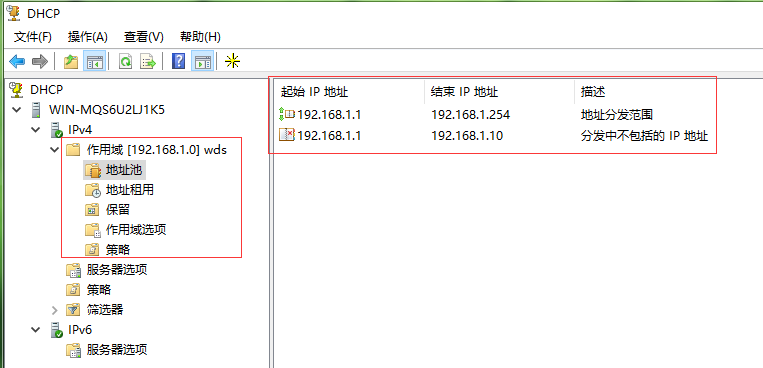 DHCP
文件(F) 操作(A) 查看(V) 帮助(H)
DHCP
WIN-MQS6U2LJ1K5
IPv4
作用域 [192.168.1.0] wds
地址池
地址租用
保留
作用域选项
策略
服务器选项
策略
筛选器
IPv6
服务器选项
起始 IP 地址 结束 IP 地址 描述
192.168.1.1 192.168.1.254 地址分发范围
192.168.1.1 192.168.1.10 分发中不包括的 IP 地址